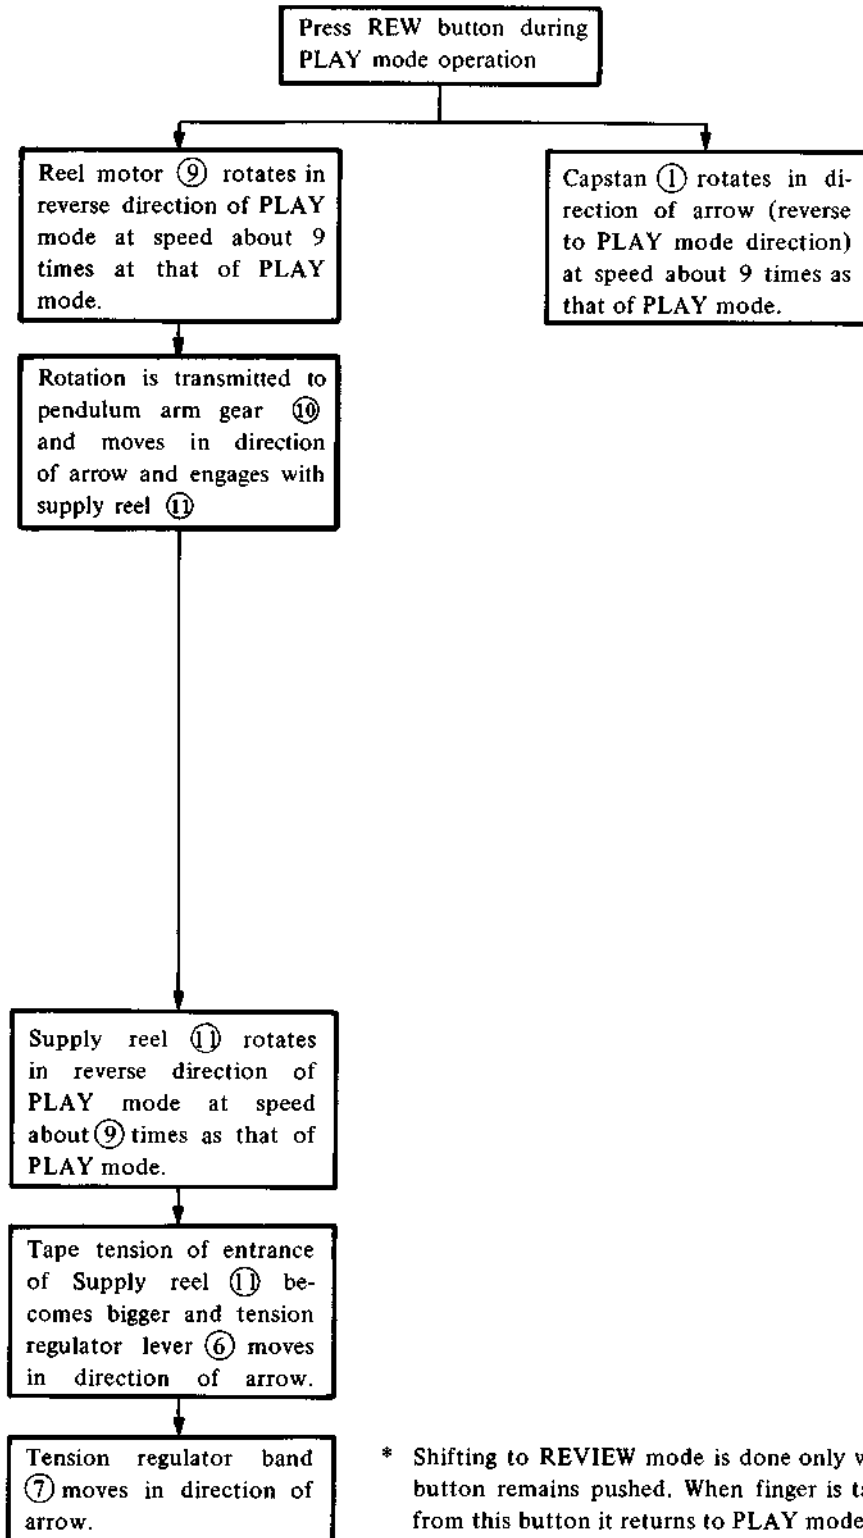 Press REW button during
PLAY mode operation
Reel motor ⑨ rotates in
reverse direction of PLAY
mode at speed about 9
times at that of PLAY
mode.
Capstan ① rotates in di-
rection of arrow (reverse
to PLAY mode direction)
at speed about 9 times as
that of PLAY mode.
Rotation is transmitted to
pendulum arm gear ⑩
and moves in direction
of arrow and engages with
supply reel ⑪
Supply reel ⑪ rotates
in reverse direction of
PLAY mode at speed
about ⑨ times as that of
PLAY mode.
Tape tension of entrance
of Supply reel ⑪ be-
comes bigger and tension
regulator lever ⑥ moves
in direction of arrow.
Tension regulator band
⑦ moves in direction of
arrow.
* Shifting to REVIEW mode is done only
button remains pushed. When finger is
from this button it returns to PLAY mode